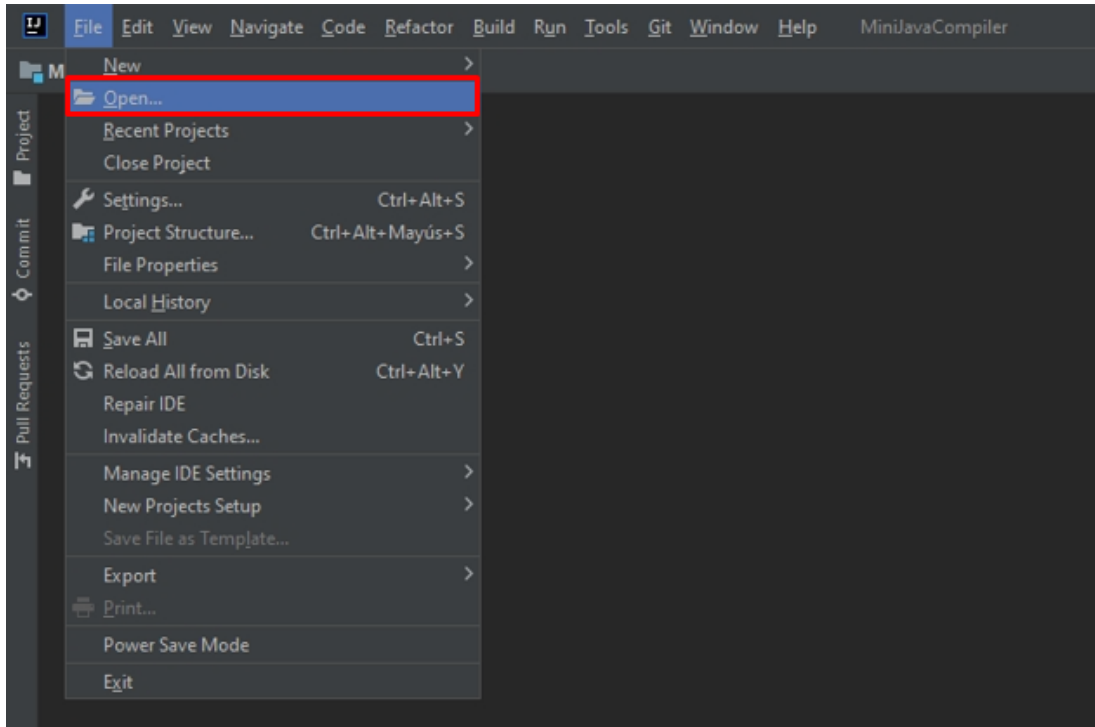 IJ File Edit View Navigate Code Refactor Build Run Tools Git Window Help MiniJavaCompiler
M
New
Open...
Recent Projects
Close Project
Settings... Ctrl+Alt+S
Project Structure... Ctrl+Alt+Mayús+S
File Properties
Local History
Save All Ctrl+S
Reload All from Disk Ctrl+Alt+Y
Repair IDE
Invalidate Caches...
Manage IDE Settings
New Projects Setup
Save File as Template...
Export
Print...
Power Save Mode
Exit
Project
Commit
Pull Requests